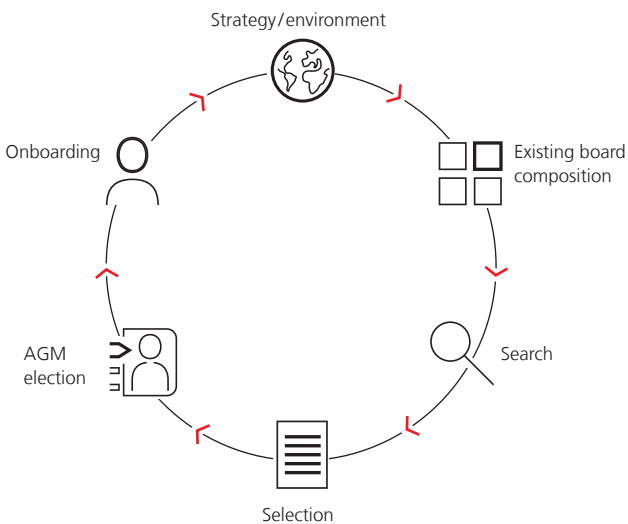 Strategy/environment
Existing board
composition
Search
Selection
AGM
election
Onboarding